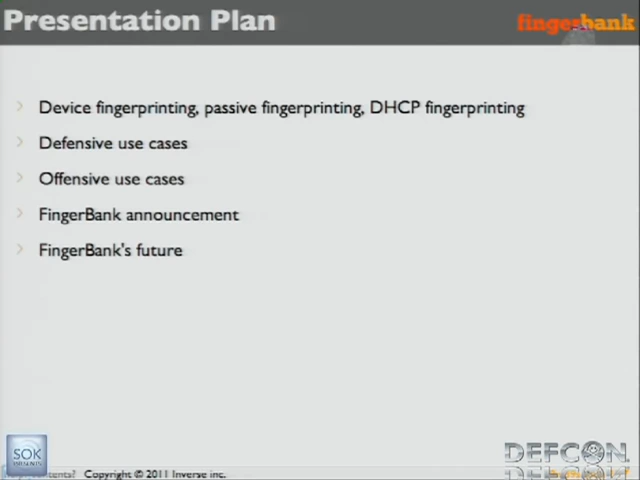 Presentation Plan
fingerbank
Device fingerprinting, passive fingerprinting, DHCP fingerprinting
Defensive use cases
Offensive use cases
FingerBank announcement
FingerBank's future
SOK
PRESENTS
DEFCON
Copyright © 2011 Inverse inc.